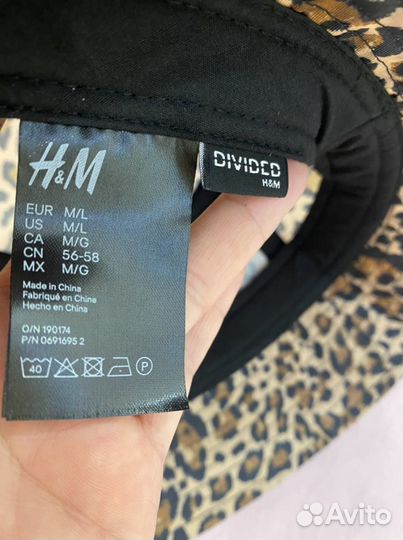 H&M
DIVIDED
H&M
EUR M/L
US M/L
CA M/G
CN 56-58
MX M/G
Made in China
Fabriqué en Chine
Hecho en China
O/N 190174
P/N 0691695 2
40 P
Avito